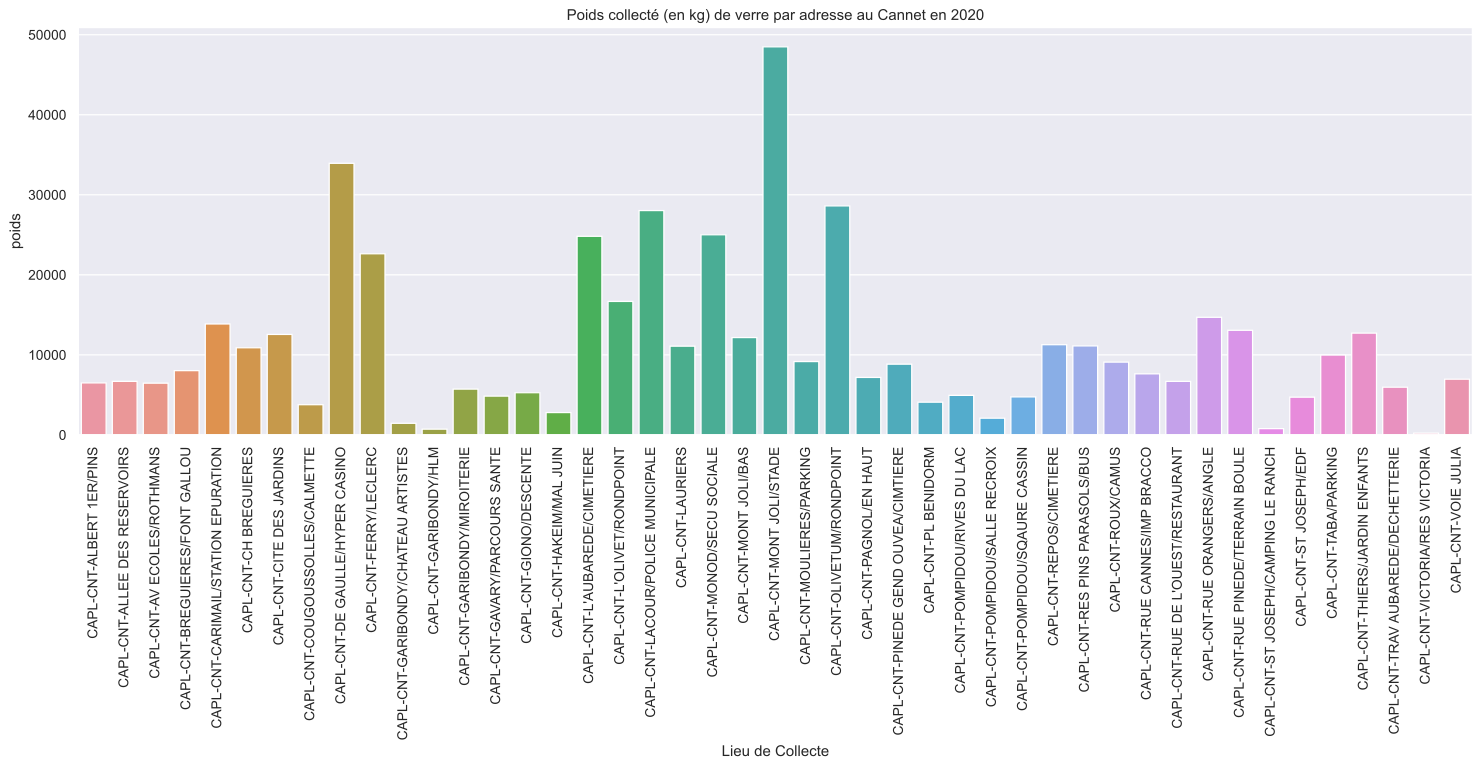 Poids collecté (en kg) de verre par adresse au Cannet en 2020
50000
40000
30000
20000
10000
0
poids
CAPL-CNT-ALBERT 1ER/PINS
CAPL-CNT-ALLEE DES RESERVOIRS
CAPL-CNT-AV ECOLES/ROTHMANS
CAPL-CNT-BREGUIERES/FONT GALLOU
CAPL-CNT-CARIMAIL/STATION EPURATION
CAPL-CNT-CH BREGUIERES
CAPL-CNT-CITE DES JARDINS
CAPL-CNT-COUGOUSSOLLES/CALMETTE
CAPL-CNT-DE GAULLE/HYPER CASINO
CAPL-CNT-FERRY/LECLERC
CAPL-CNT-GARIBONDY/CHATEAU ARTISTES
CAPL-CNT-GARIBONDY/HLM
CAPL-CNT-GARIBONDY/MIROITERIE
CAPL-CNT-GAVARY/PARCOURS SANTE
CAPL-CNT-GIONO/DESCENTE
CAPL-CNT-HAKEIM/MAL JUIN
CAPL-CNT-L'AUBAREDE/CIMETIERE
CAPL-CNT-L'OLIVET/RONDPOINT
CAPL-CNT-LACOUR/POLICE MUNICIPALE
CAPL-CNT-LAURIERS
CAPL-CNT-MONOD/SECU SOCIALE
CAPL-CNT-MONT JOLI/BAS
CAPL-CNT-MONT JOLI/STADE
CAPL-CNT-MOULIERES/PARKING
CAPL-CNT-OLIVETUM/RONDPOINT
CAPL-CNT-PAGNOL/EN HAUT
CAPL-CNT-PINEDE GEND OUVEA/CIMTIERE
CAPL-CNT-PL BENIDORM
CAPL-CNT-POMPIDOU/RIVES DU LAC
CAPL-CNT-POMPIDOU/SALLE RECROIX
CAPL-CNT-POMPIDOU/SQAURE CASSIN
CAPL-CNT-REPOS/CIMETIERE
CAPL-CNT-RES PINS PARASOLS/BUS
CAPL-CNT-ROUX/CAMUS
CAPL-CNT-RUE CANNES/IMP BRACCO
CAPL-CNT-RUE DE L'OUEST/RESTAURANT
CAPL-CNT-RUE ORANGERS/ANGLE
CAPL-CNT-RUE PINEDE/TERRAIN BOULE
CAPL-CNT-ST JOSEPH/CAMPING LE RANCH
CAPL-CNT-ST JOSEPH/EDF
CAPL-CNT-TABA/PARKING
CAPL-CNT-THIERS/JARDIN ENFANTS
CAPL-CNT-TRAV AUBAREDE/DECHETTERIE
CAPL-CNT-VICTORIA/RES VICTORIA
CAPL-CNT-VOIE JULIA
Lieu de Collecte